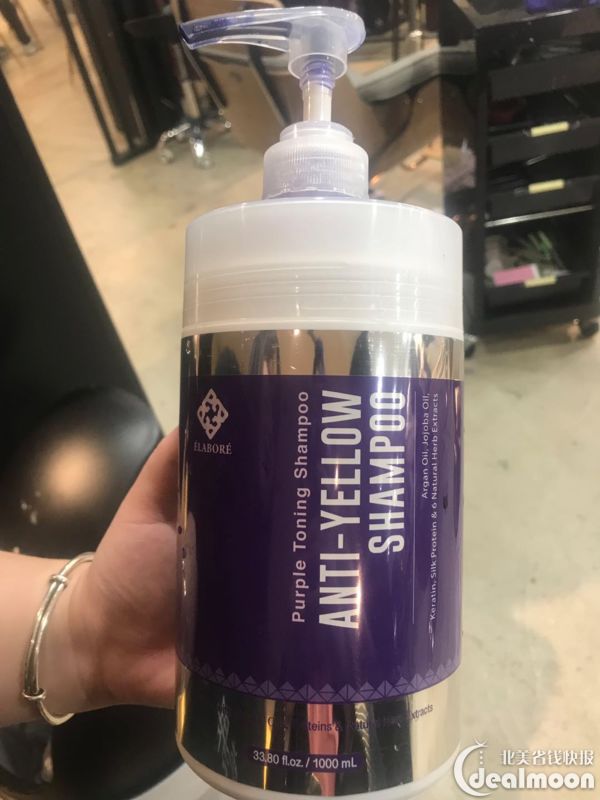 ÉLABORÉ
Purple Toning Shampoo
ANTI-YELLOW
SHAMPOO
Argan Oil, Jojoba Oil,
Keratin, Silk Protein & 6 Natural Herb Extracts
Extracts
33.80 fl.oz. / 1000 mL
北美省钱快报
dealmoon